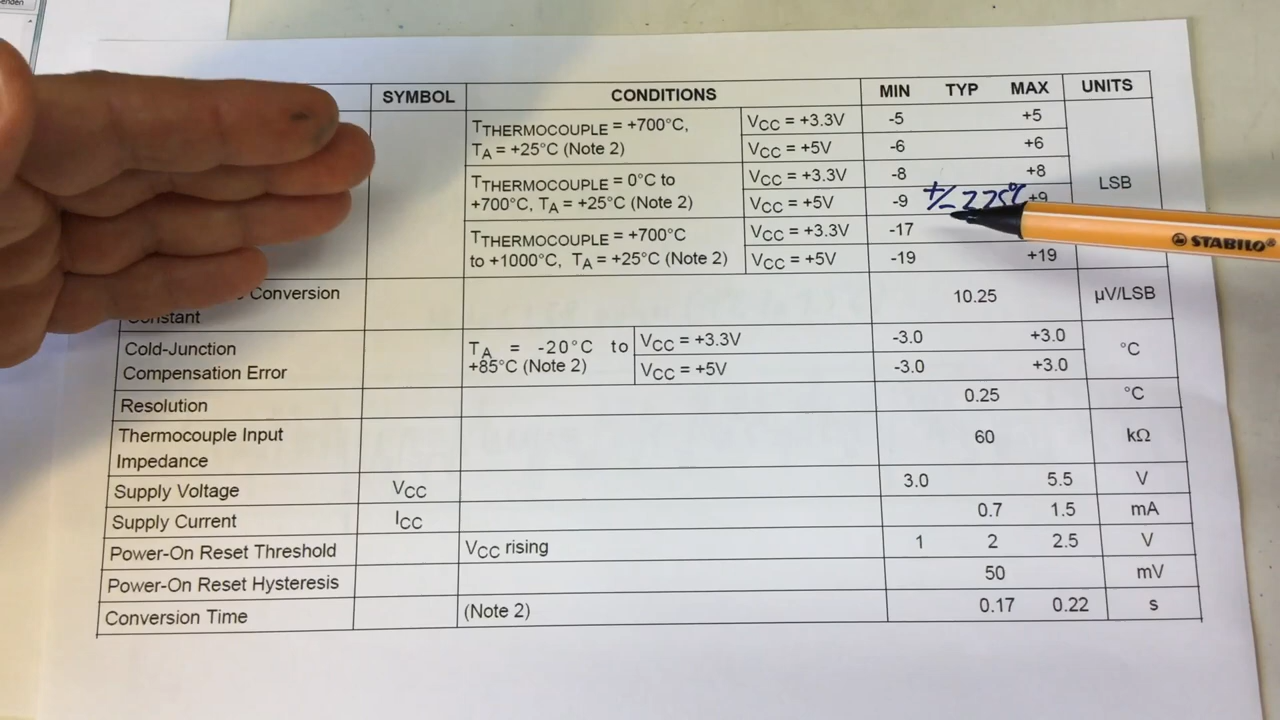 enden
SYMBOL CONDITIONS MIN TYP MAX UNITS
TTHERMOCOUPLE = +700°C, VCC = +3.3V -5 +5
TA = +25°C (Note 2) VCC = +5V -6 +6
TTHERMOCOUPLE = 0°C to VCC = +3.3V -8 +8 LSB
+700°C, TA = +25°C (Note 2) VCC = +5V -9 +/- 2.25°C +9
TTHERMOCOUPLE = +700°C VCC = +3.3V -17
to +1000°C, TA = +25°C (Note 2) VCC = +5V -19 +19
Conversion 10.25 µV/LSB
Constant
Cold-Junction TA = -20°C to VCC = +3.3V -3.0 +3.0 °C
Compensation Error +85°C (Note 2) VCC = +5V -3.0 +3.0
Resolution 0.25 °C
Thermocouple Input 60 kΩ
Impedance
Supply Voltage VCC 3.0 5.5 V
Supply Current ICC 0.7 1.5 mA
Power-On Reset Threshold VCC rising 1 2 2.5 V
Power-On Reset Hysteresis 50 mV
Conversion Time (Note 2) 0.17 0.22 s
STABILO®